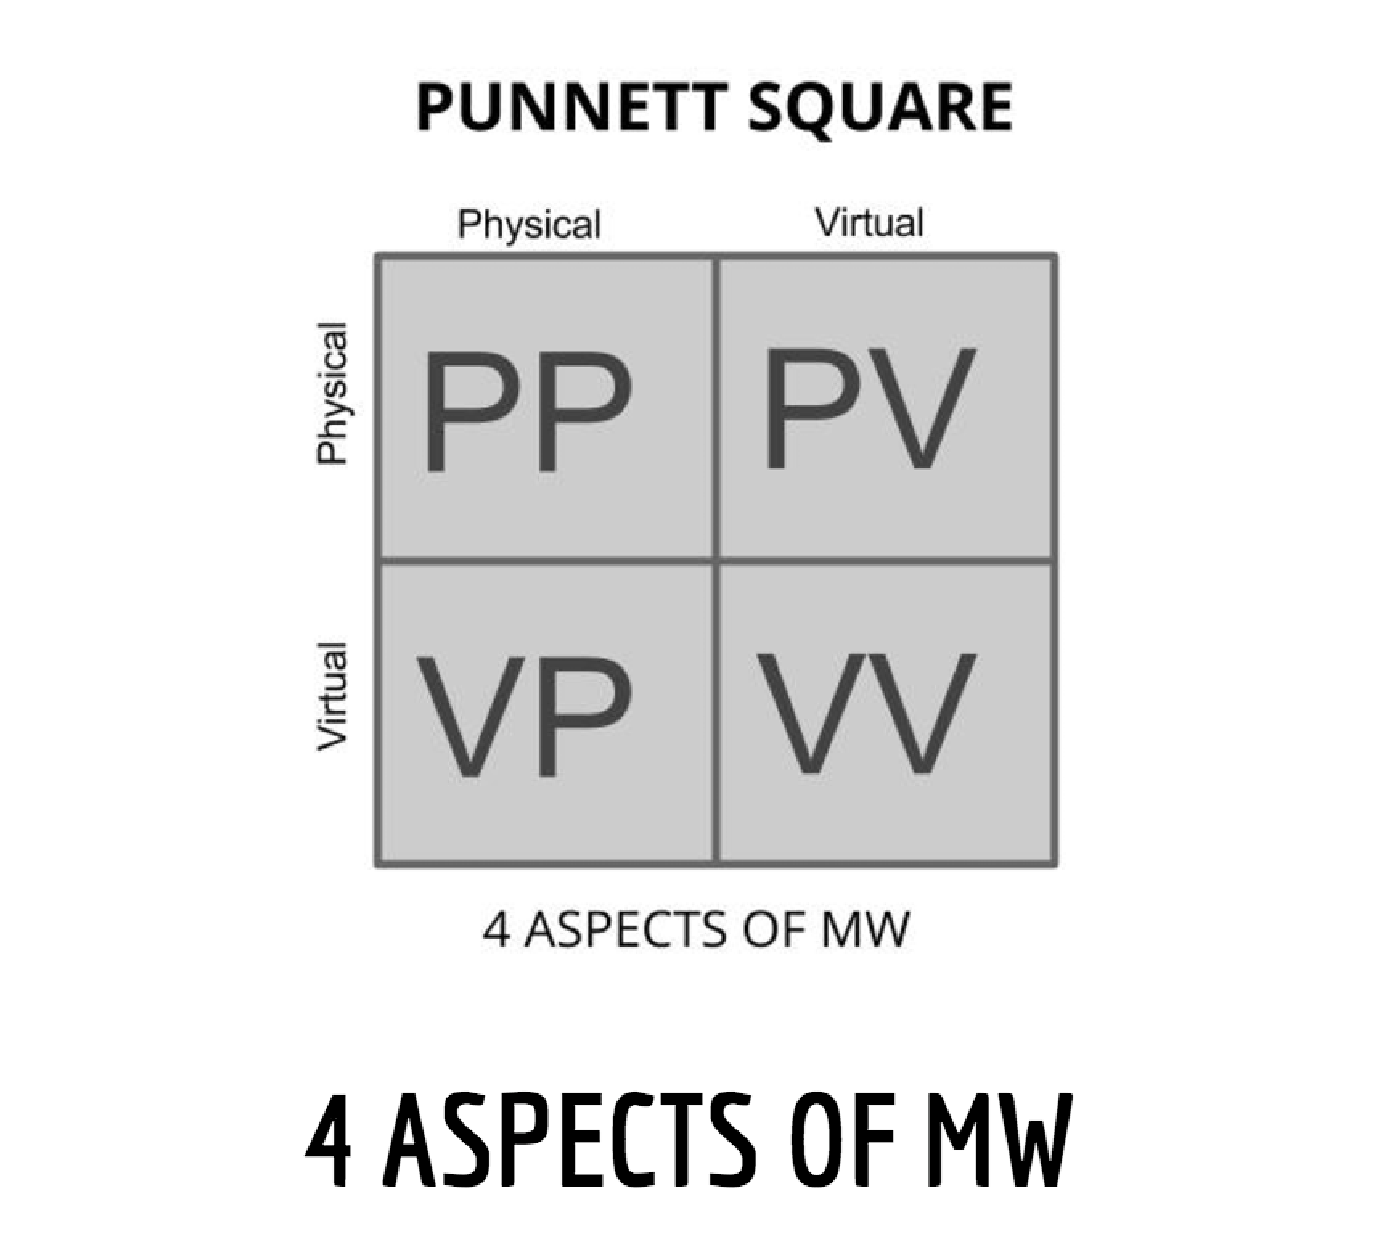 PUNNETT SQUARE
Physical Virtual
Physical
PP PV
Virtual
VP VV
4 ASPECTS OF MW
4 ASPECTS OF MW